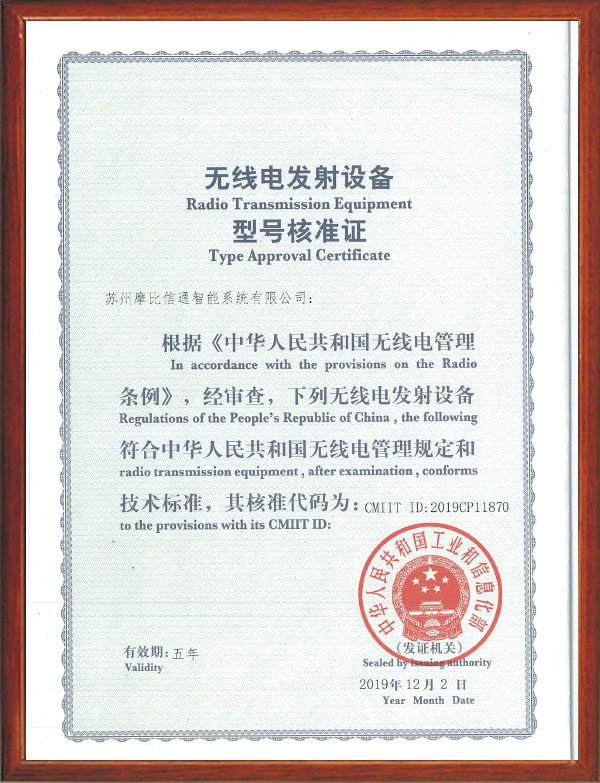 无线电发射设备
Radio Transmission Equipment
型号核准证
Type Approval Certificate
苏州摩比信通智能系统有限公司：
根据《中华人民共和国无线电管理
In accordance with the provisions on the Radio
条例》，经审查，下列无线电发射设备
Regulations of the People's Republic of China , the following
符合中华人民共和国无线电管理规定和
radio transmission equipment , after examination , conforms
技术标准，其核准代码为：CMIIT ID:2019CP11870
to the provisions with its CMIIT ID:
中华人民共和国工业和信息化部
有效期：五年
Validity
（发证机关）
Sealed by issuing authority
2019年12月2日
Year Month Date